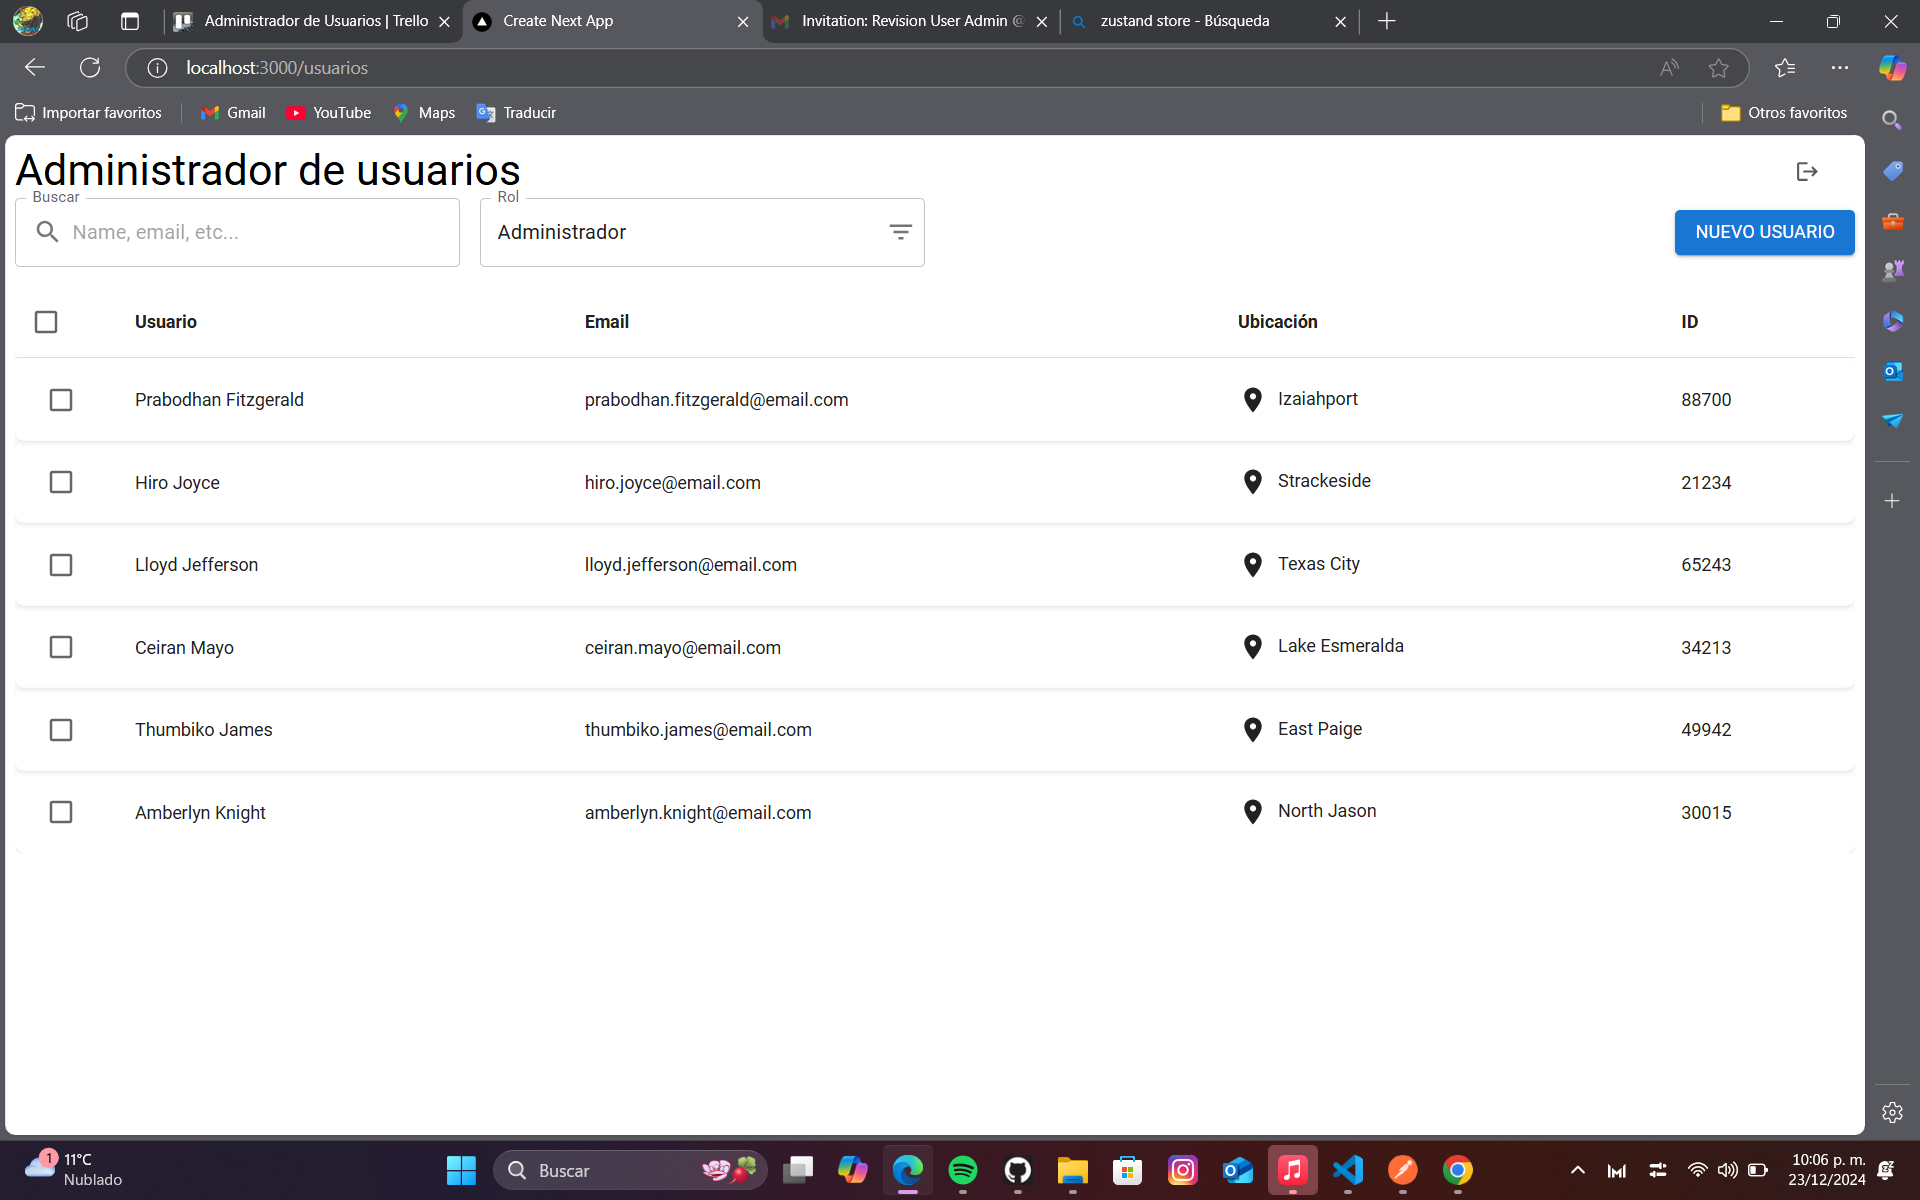 Administrador de Usuarios | Trello
Create Next App
Invitation: Revision User Admin @
zustand store - Búsqueda
localhost:3000/usuarios
Importar favoritos
Gmail
YouTube
Maps
Traducir
Otros favoritos
Administrador de usuarios
Buscar
Name, email, etc...
Rol
Administrador
NUEVO USUARIO
Usuario Email Ubicación ID
Prabodhan Fitzgerald prabodhan.fitzgerald@email.com Izaiahport 88700
Hiro Joyce hiro.joyce@email.com Strackeside 21234
Lloyd Jefferson lloyd.jefferson@email.com Texas City 65243
Ceiran Mayo ceiran.mayo@email.com Lake Esmeralda 34213
Thumbiko James thumbiko.james@email.com East Paige 49942
Amberlyn Knight amberlyn.knight@email.com North Jason 30015
1
11°C
Nublado
Buscar
10:06 p. m.
23/12/2024